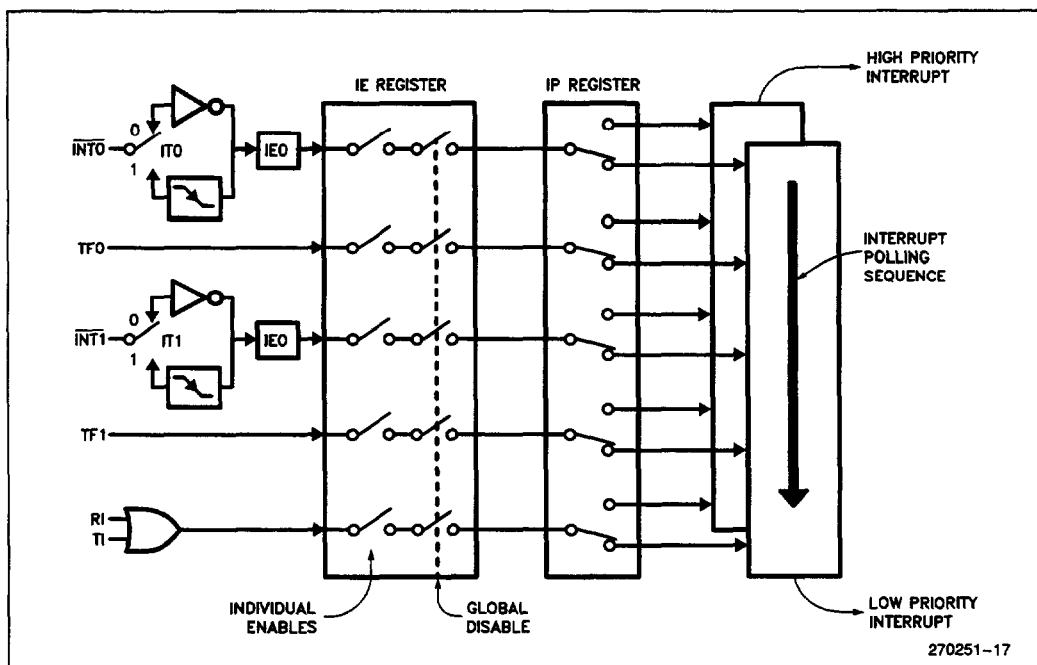 HIGH PRIORITY
INTERRUPT
IE REGISTER
IP REGISTER
0
INT0
IT0
1
IE0
TF0
INTERRUPT
POLLING
SEQUENCE
0
INT1
IT1
1
IE0
TF1
RI
TI
INDIVIDUAL
ENABLES
GLOBAL
DISABLE
LOW PRIORITY
INTERRUPT
270251-17